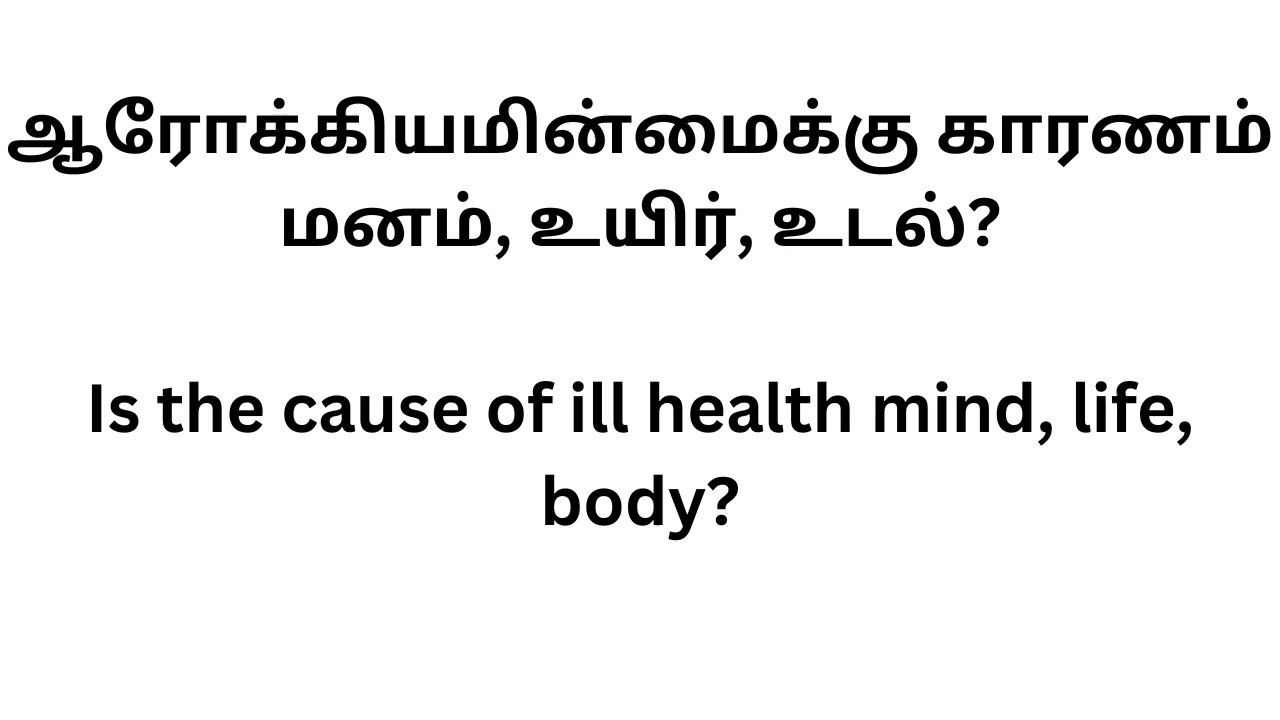 ஆரோக்கியமின்மைக்கு காரணம்
மனம், உயிர், உடல்?
Is the cause of ill health mind, life,
body?